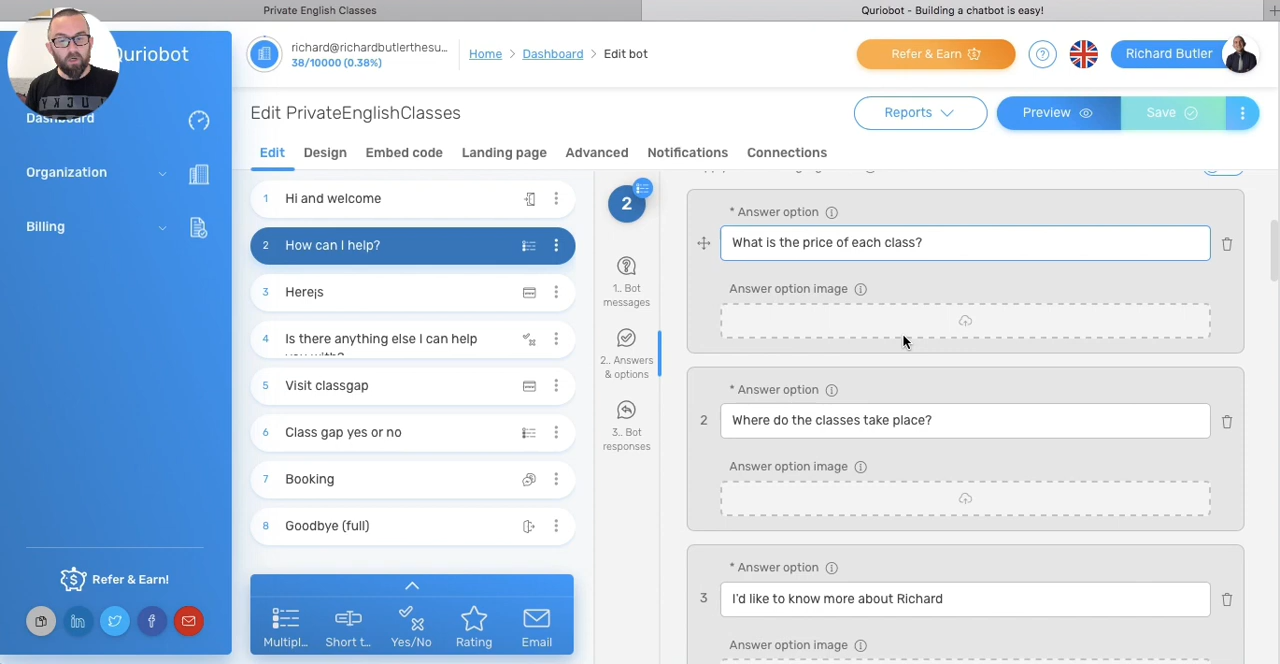 Private English Classes
Quriobot - Building a chatbot is easy!
Quriobot
richard@richardbutlerthesu...
38/10000 (0.38%)
Home > Dashboard > Edit bot
Refer & Earn
Richard Butler
Edit PrivateEnglishClasses
Reports
Preview
Save
Dashboard
Organization
Billing
Refer & Earn!
Edit
Design
Embed code
Landing page
Advanced
Notifications
Connections
1 Hi and welcome
2 How can I help?
3 Here¡s
4 Is there anything else I can help
you with?
5 Visit classgap
6 Class gap yes or no
7 Booking
8 Goodbye (full)
Multipl...
Short t...
Yes/No
Rating
Email
2
1.. Bot
messages
2.. Answers
& options
3.. Bot
responses
* Answer option
What is the price of each class?
Answer option image
* Answer option
2 Where do the classes take place?
Answer option image
* Answer option
3 I'd like to know more about Richard
Answer option image